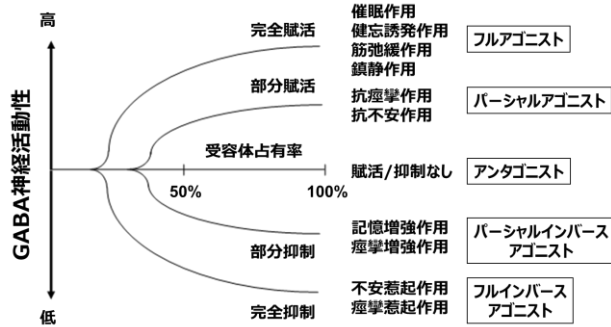 高
GABA神経活動性
低
完全賦活
部分賦活
受容体占有率
50%
100%
部分抑制
完全抑制
催眠作用
健忘誘発作用
筋弛緩作用
鎮静作用
フルアゴニスト
抗痙攣作用
抗不安作用
パーシャルアゴニスト
賦活/抑制なし
アンタゴニスト
記憶増強作用
痙攣増強作用
パーシャルインバース
アゴニスト
不安惹起作用
痙攣惹起作用
フルインバース
アゴニスト